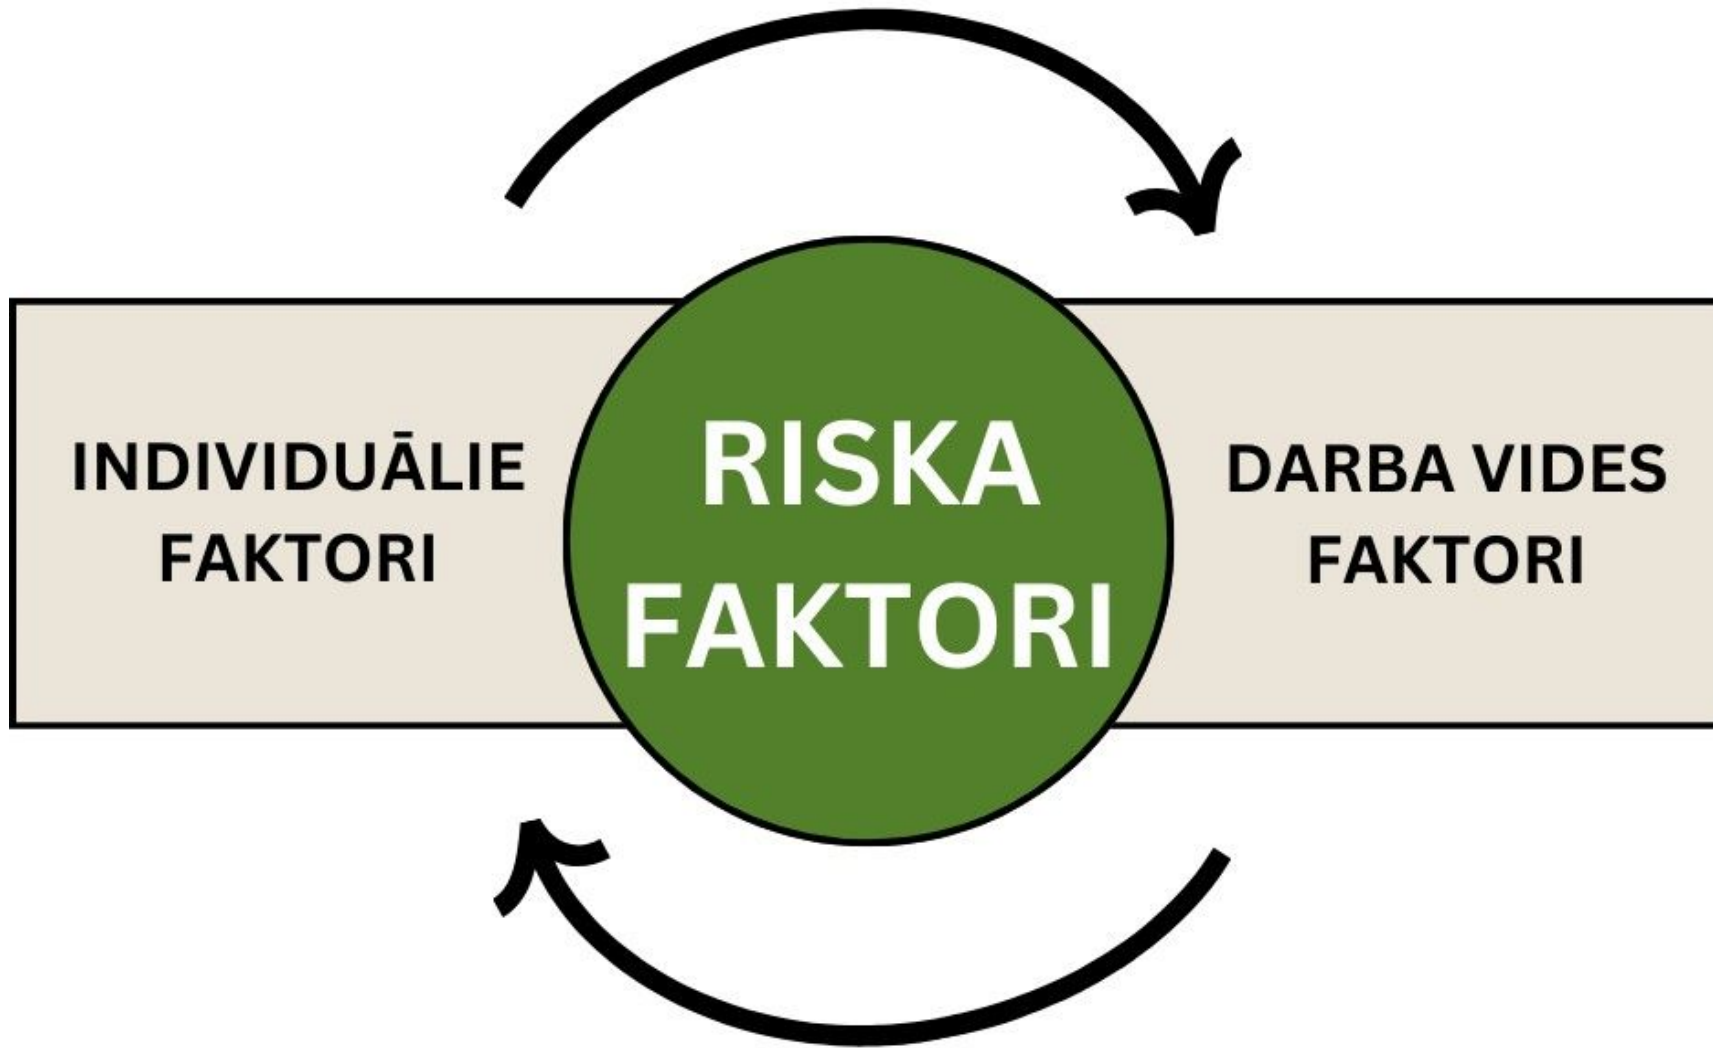 INDIVIDUĀLIE
FAKTORI
RISKA
FAKTORI
DARBA VIDES
FAKTORI